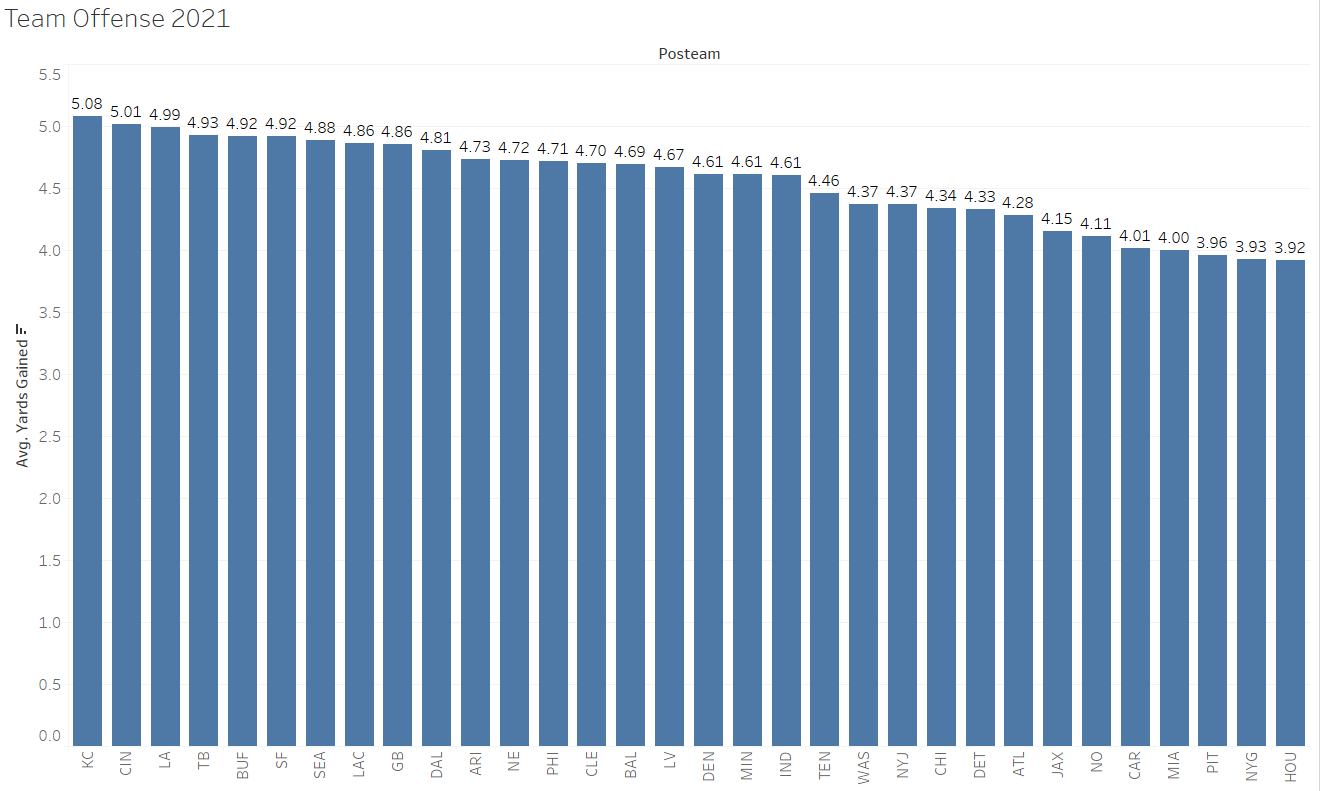 Team Offense 2021
Posteam
Avg. Yards Gained
5.5
5.0
4.5
4.0
3.5
3.0
2.5
2.0
1.5
1.0
0.5
0.0
5.08 5.01 4.99 4.93 4.92 4.92 4.88 4.86 4.86 4.81 4.73 4.72 4.71 4.70 4.69 4.67 4.61 4.61 4.61 4.46 4.37 4.37 4.34 4.33 4.28 4.15 4.11 4.01 4.00 3.96 3.93 3.92
KC CIN LA TB BUF SF SEA LAC GB DAL ARI NE PHI CLE BAL LV DEN MIN IND TEN WAS NYJ CHI DET ATL JAX NO CAR MIA PIT NYG HOU